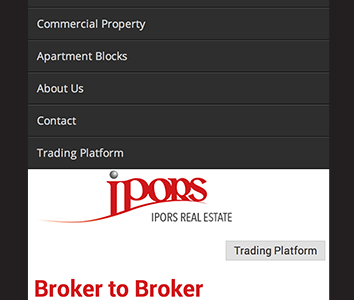 Commercial Property
Apartment Blocks
About Us
Contact
Trading Platform
ipors
IPORS REAL ESTATE
Trading Platform
Broker to Broker